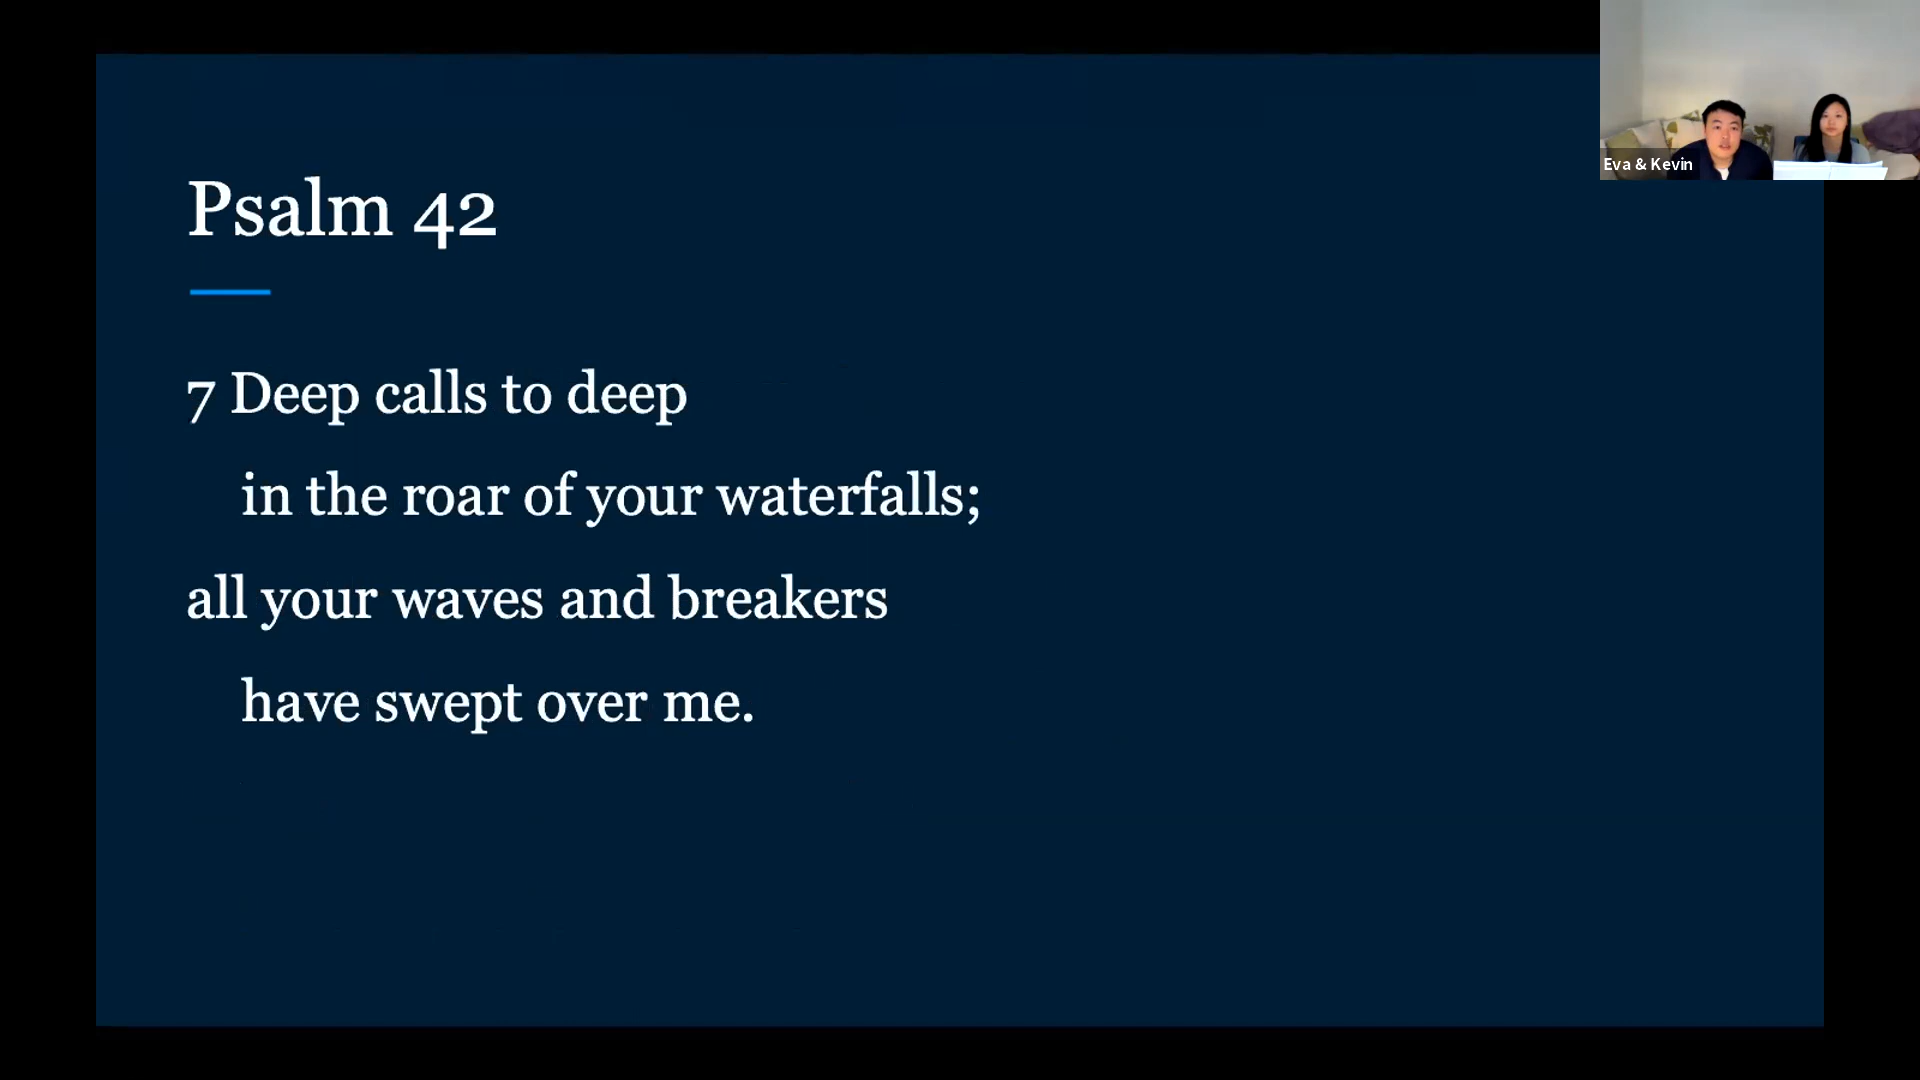 Psalm 42
7 Deep calls to deep
in the roar of your waterfalls;
all your waves and breakers
have swept over me.
Eva & Kevin